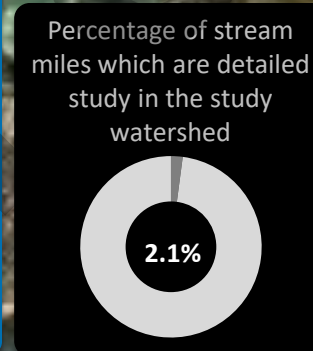 Percentage of stream
miles which are detailed
study in the study
watershed
2.1%